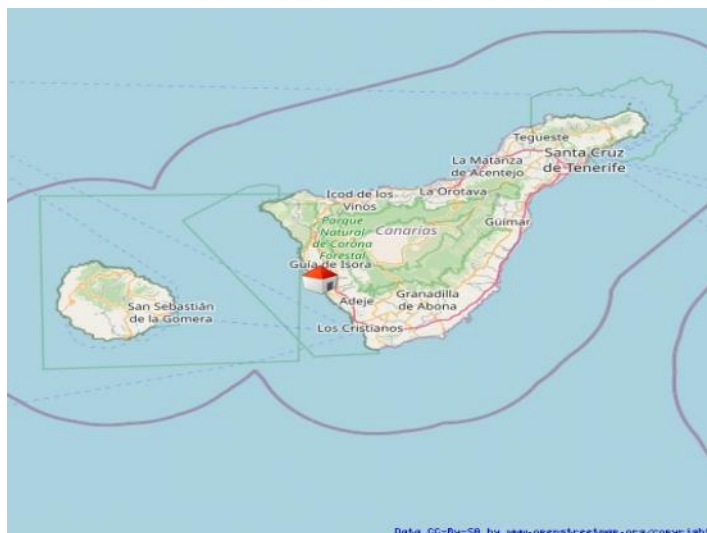 Tegueste
Santa Cruz
de Tenerife
La Matanza
de Acentejo
Icod de los
Vinos
La Orotava
Güímar
Parque
Natural
de Corona
Forestal
Canarias
Guía de Isora
Adeje
Granadilla
de Abona
Los Cristianos
San Sebastián
de la Gomera
Data CC-By-SA by www.openstreetmap.org/copyright